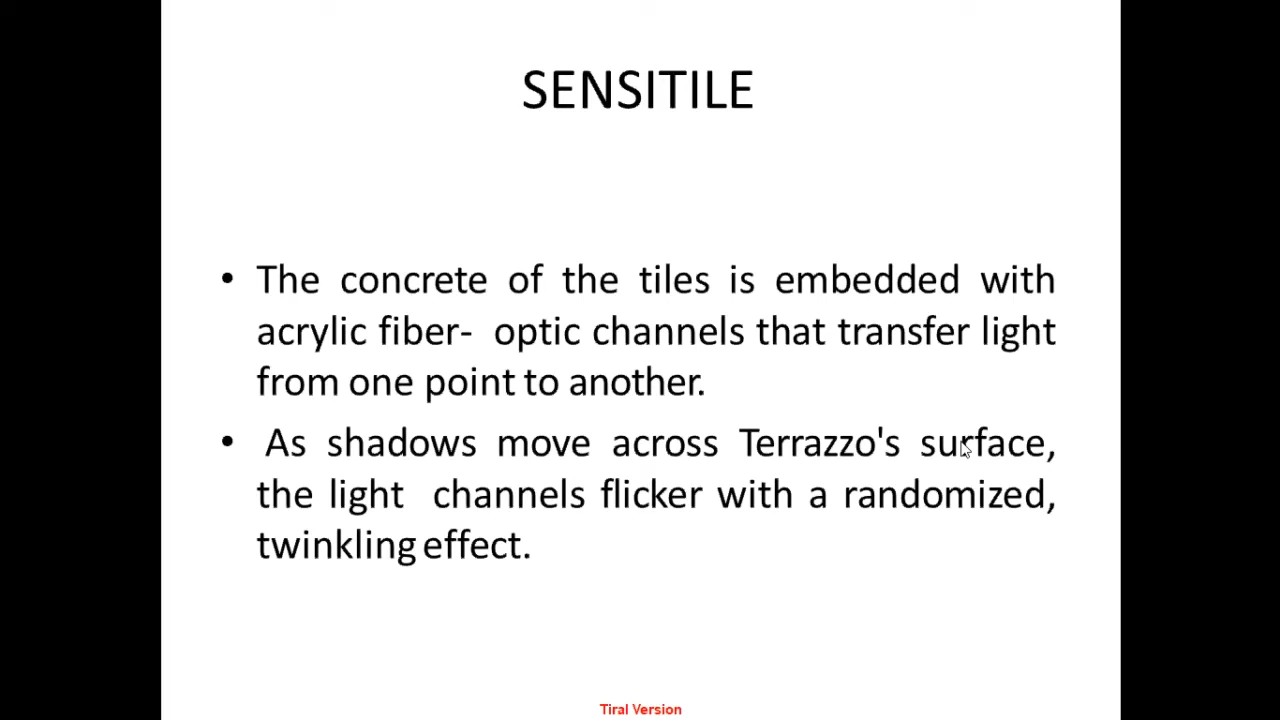 SENSITILE
• The concrete of the tiles is embedded with
acrylic fiber- optic channels that transfer light
from one point to another.
• As shadows move across Terrazzo's surface,
the light channels flicker with a randomized,
twinkling effect.
Tiral Version